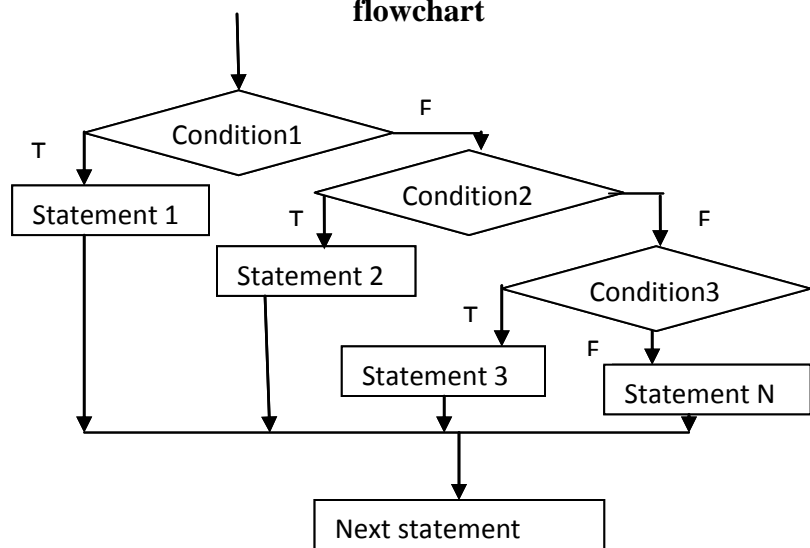 flowchart
F
Condition1
T
Condition2
Statement 1
T
F
Statement 2
Condition3
T
F
Statement 3
Statement N
Next statement